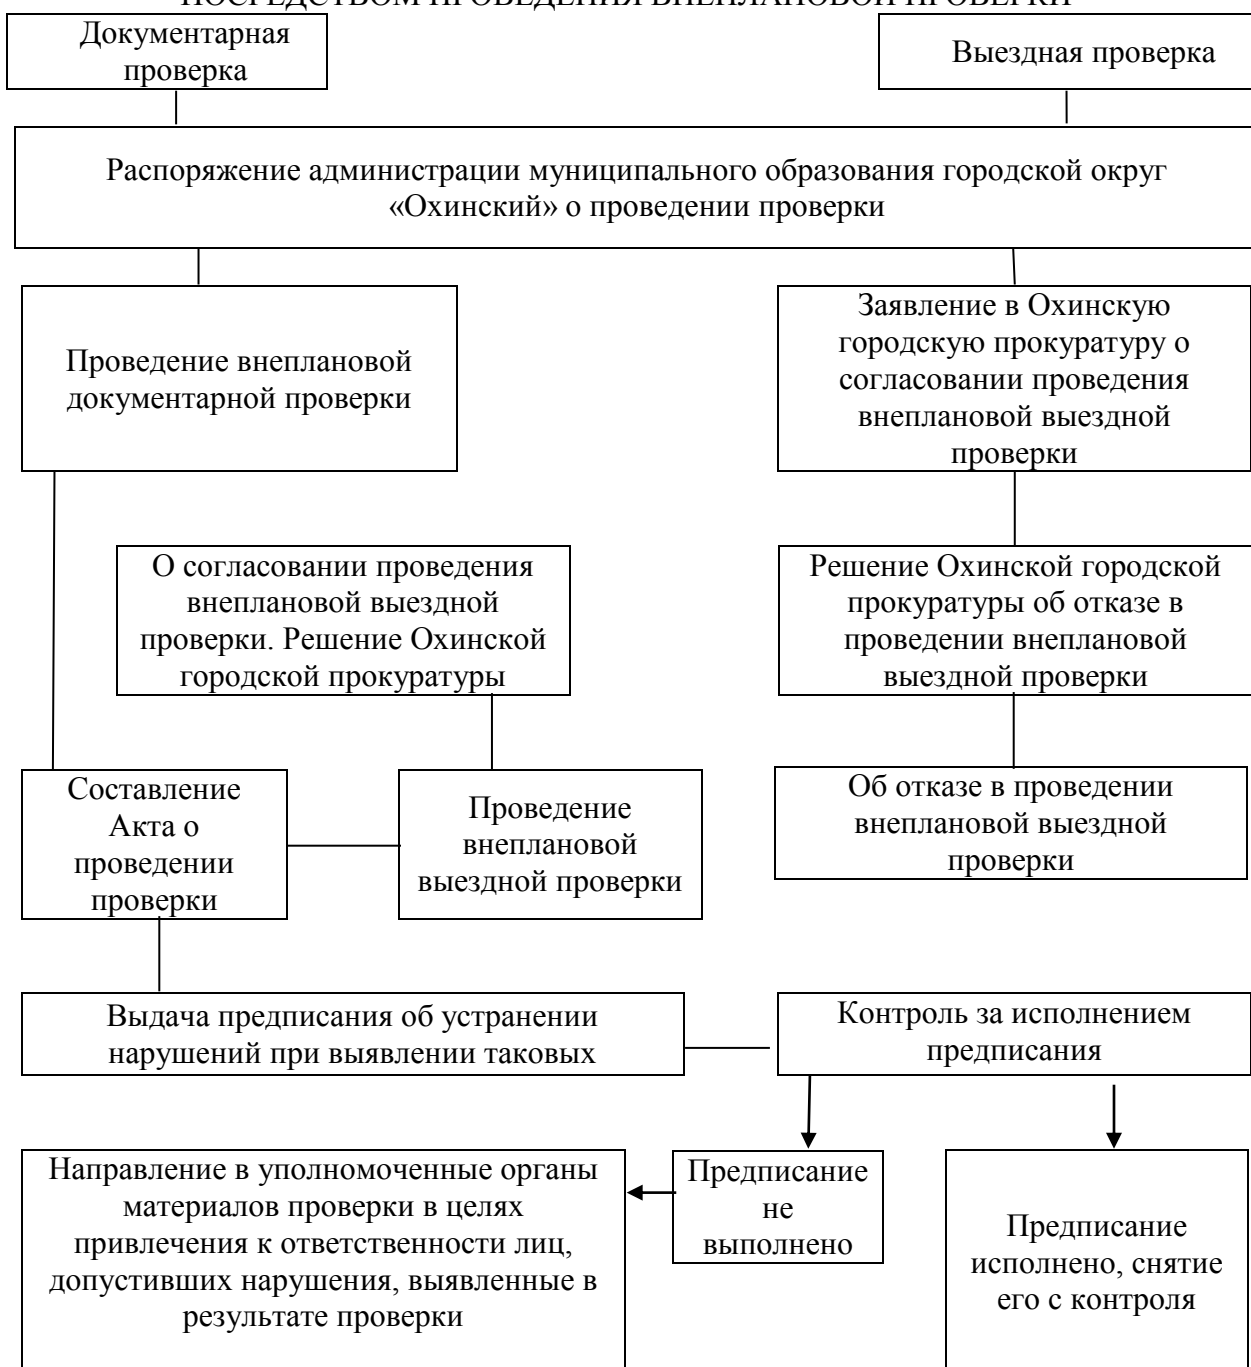 ПОСРЕДСТВОМ ПРОВЕДЕНИЯ ВНЕПЛАНОВОЙ ПРОВЕРКИ
Документарная
проверка
Выездная проверка
Распоряжение администрации муниципального образования городской округ
«Охинский» о проведении проверки
Проведение внеплановой
документарной проверки
Заявление в Охинскую
городскую прокуратуру о
согласовании проведения
внеплановой выездной
проверки
О согласовании проведения
внеплановой выездной
проверки. Решение Охинской
городской прокуратуры
Решение Охинской городской
прокуратуры об отказе в
проведении внеплановой
выездной проверки
Составление
Акта о
проведении
проверки
Проведение
внеплановой
выездной проверки
Об отказе в проведении
внеплановой выездной
проверки
Выдача предписания об устранении
нарушений при выявлении таковых
Контроль за исполнением
предписания
Направление в уполномоченные органы
материалов проверки в целях
привлечения к ответственности лиц,
допустивших нарушения, выявленные в
результате проверки
Предписание
не
выполнено
Предписание
исполнено, снятие
его с контроля